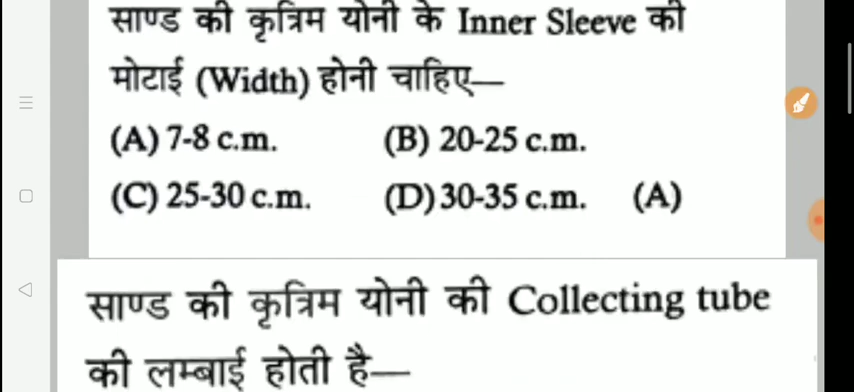 साण्ड की कृत्रिम योनी के Inner Sleeve की
मोटाई (Width) होनी चाहिए—
(A) 7-8 c.m. (B) 20-25 c.m.
(C) 25-30 c.m. (D) 30-35 c.m. (A)
साण्ड की कृत्रिम योनी की Collecting tube
की लम्बाई होती है—